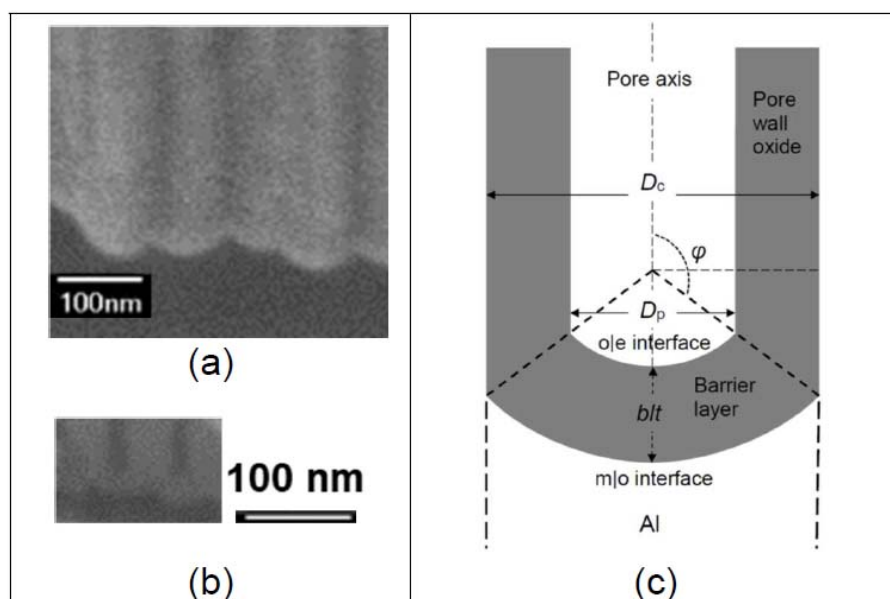 100nm
(a)
100 nm
(b)
Pore axis
Pore
wall
oxide
Dc
φ
Dp
o|e interface
Barrier
layer
blt
m|o interface
Al
(c)